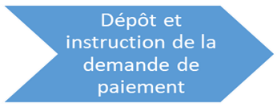 Dépôt et
instruction de la
demande de
paiement